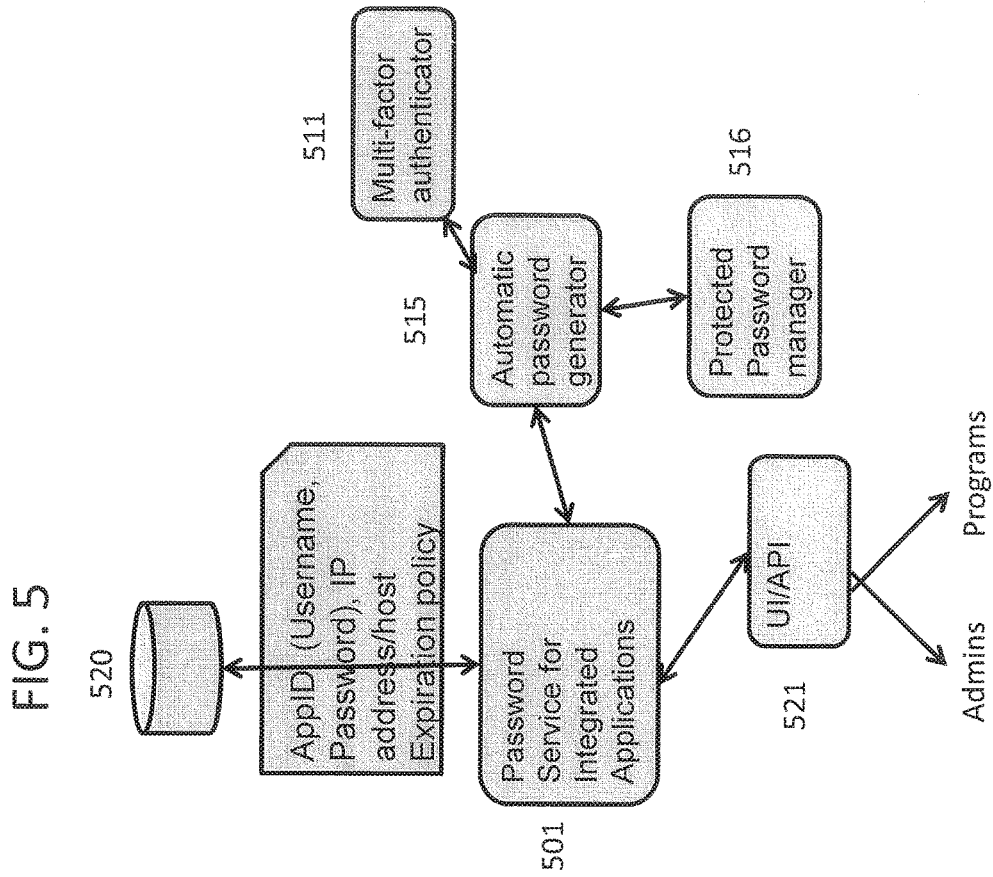 FIG. 5
520
AppID (Username,
Password), IP
address/host
Expiration policy
501
Password
Service for
Integrated
Applications
515
Automatic
password
generator
511
Multi-factor
authenticator
516
Protected
Password
manager
521
UI/API
Admins
Programs